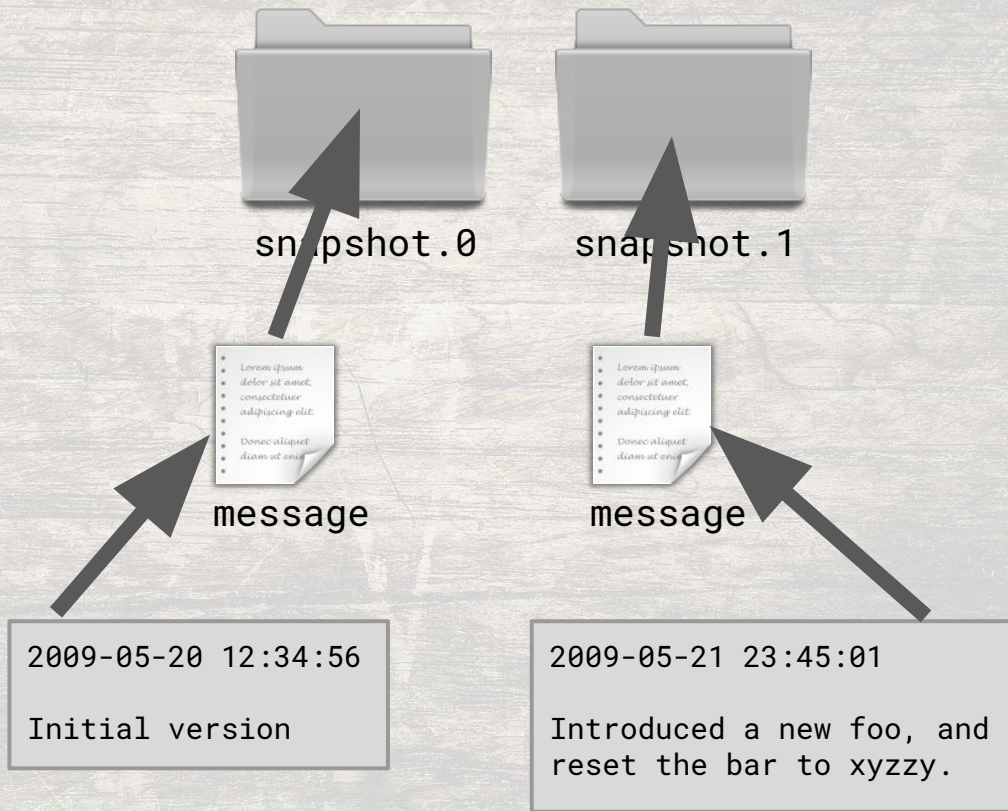 snapshot.0
snapshot.1
Lorem ipsum
dolor sit amet,
consectetuer
adipiscing elit.
Donec aliquet
diam ut enim
message
Lorem ipsum
dolor sit amet,
consectetuer
adipiscing elit.
Donec aliquet
diam ut enim
message
2009-05-20 12:34:56
Initial version
2009-05-21 23:45:01
Introduced a new foo, and
reset the bar to xyzzy.